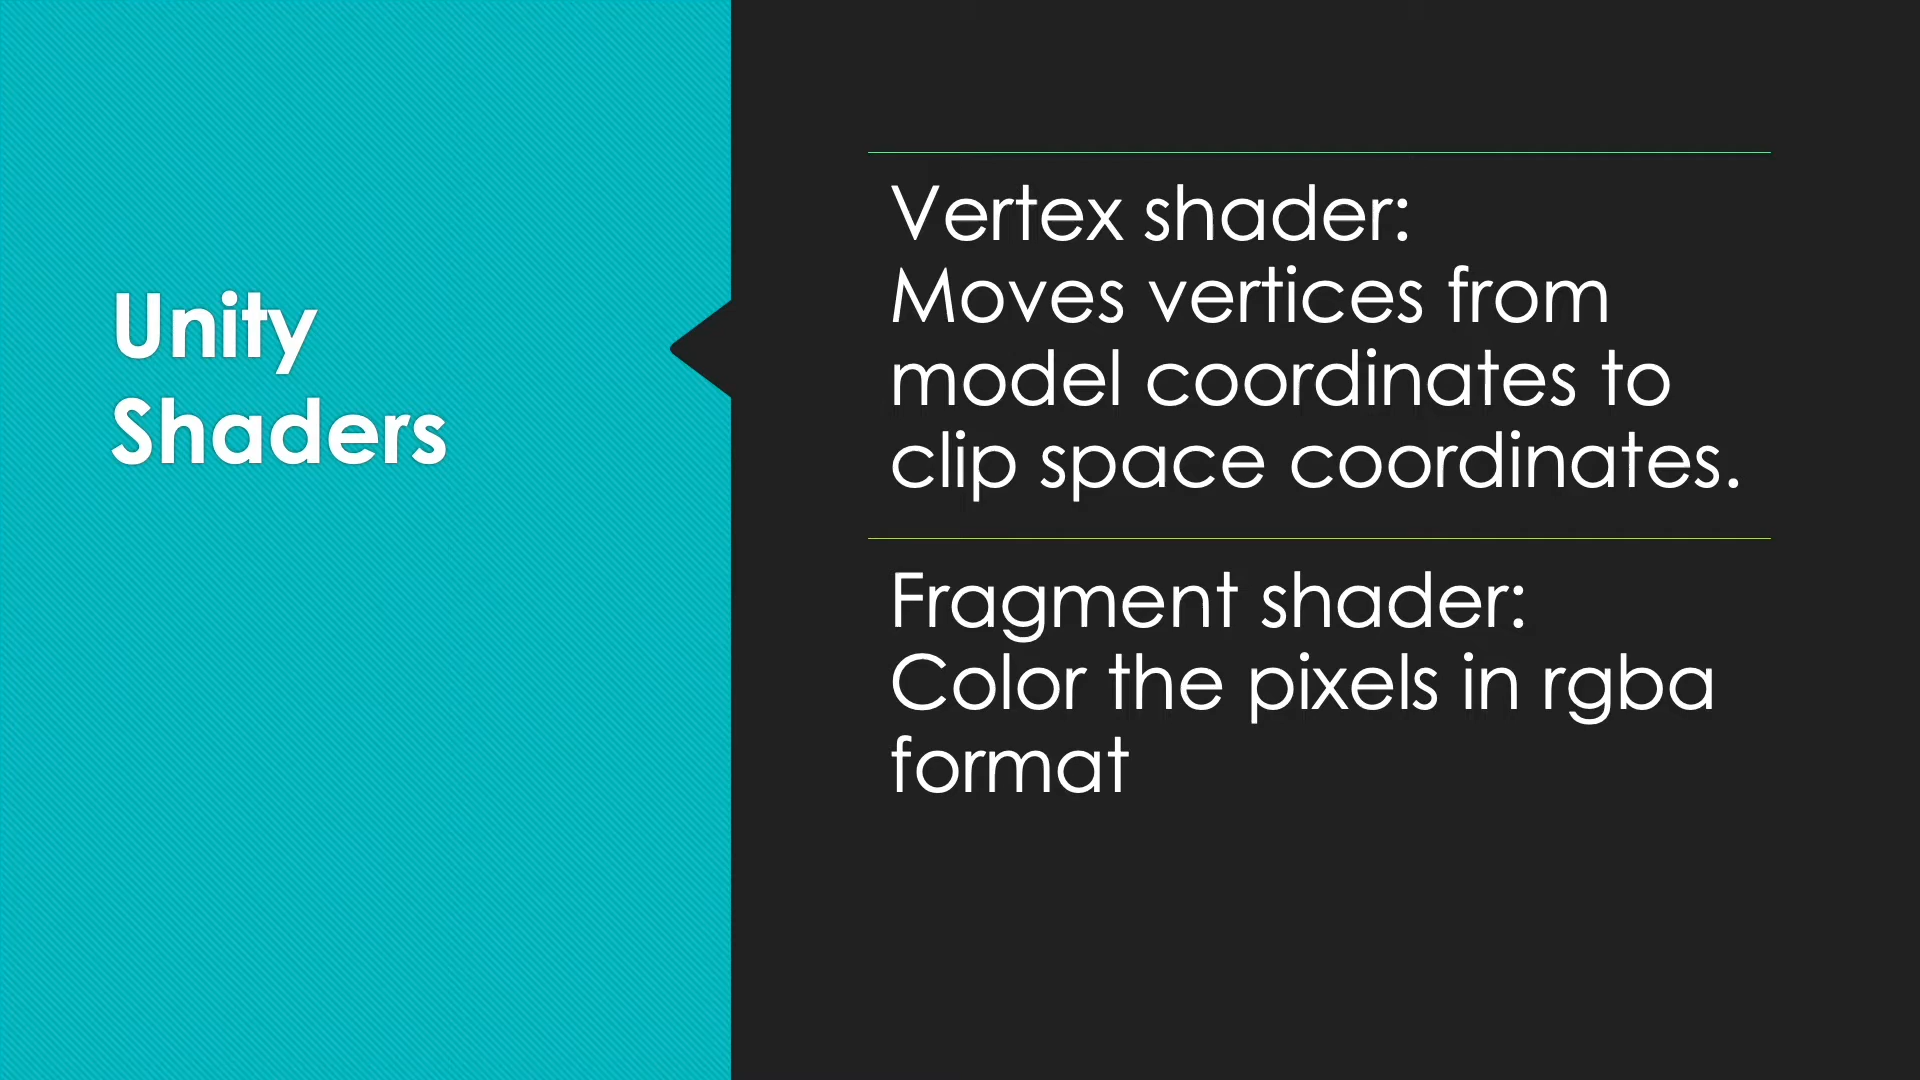 Unity
Shaders
Vertex shader:
Moves vertices from
model coordinates to
clip space coordinates.
Fragment shader:
Color the pixels in rgba
format